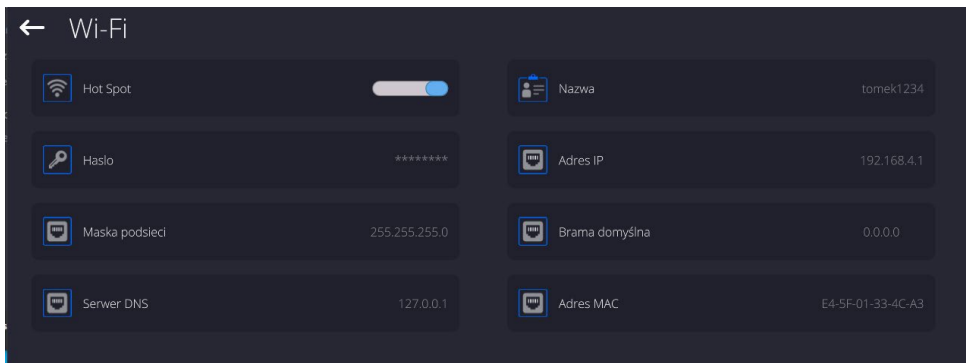 Wi-Fi
Hot Spot
Nazwa tomek1234
Haslo ********
Adres IP 192.168.4.1
Maska podsieci 255.255.255.0
Brama domyślna 0.0.0.0
Serwer DNS 127.0.0.1
Adres MAC E4-5F-01-33-4C-A3